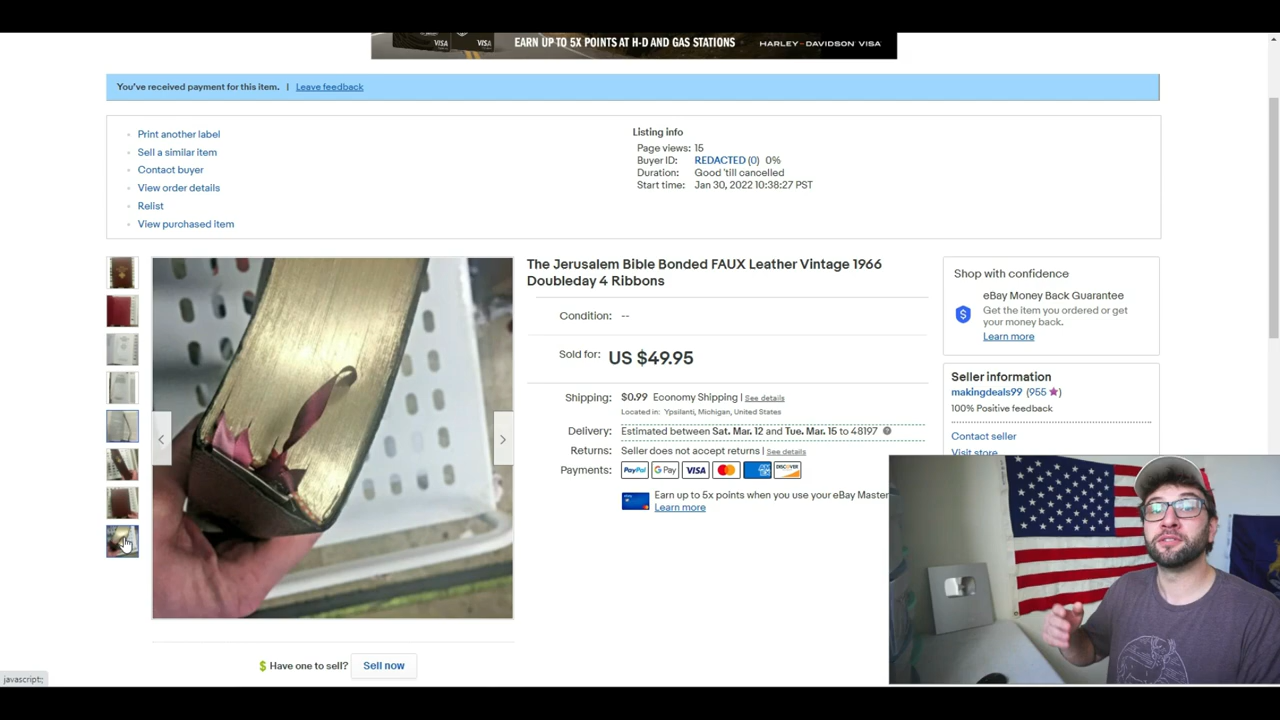 VISA
VISA
EARN UP TO 5X POINTS AT H-D AND GAS STATIONS
HARLEY-DAVIDSON VISA
You've received payment for this item. | Leave feedback
Print another label
Sell a similar item
Contact buyer
View order details
Relist
View purchased item
Listing info
Page views: 15
Buyer ID: REDACTED (0) 0%
Duration: Good 'till cancelled
Start time: Jan 30, 2022 10:38:27 PST
The Jerusalem Bible Bonded FAUX Leather Vintage 1966
Doubleday 4 Ribbons
Condition: --
Sold for: US $49.95
Shipping: $0.99 Economy Shipping | See details
Located in: Ypsilanti, Michigan, United States
Delivery: Estimated between Sat. Mar. 12 and Tue. Mar. 15 to 48197
Returns: Seller does not accept returns | See details
Payments: PayPal G Pay VISA DISCOVER
Earn up to 5x points when you use your eBay Master
Learn more
Shop with confidence
eBay Money Back Guarantee
Get the item you ordered or get
your money back.
Learn more
Seller information
makingdeals99 (955)
100% Positive feedback
Contact seller
Visit store
$ Have one to sell? Sell now
javascript:;